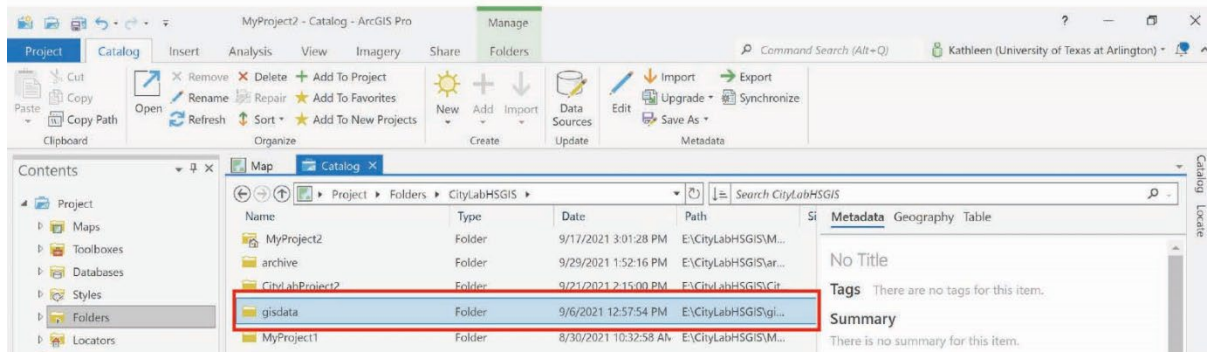 MyProject2 - Catalog - ArcGIS Pro
Manage
?
Project Catalog Insert Analysis View Imagery Share Folders
Command Search (Alt+Q)
Kathleen (University of Texas at Arlington)
Paste
Cut
Copy
Copy Path
Clipboard
Open
Remove Delete Add To Project
Rename Repair Add To Favorites
Refresh Sort Add To New Projects
Organize
New Add Import
Create
Data Sources
Update
Edit
Import Export
Upgrade Synchronize
Save As
Metadata
Contents
Project
Maps
Toolboxes
Databases
Styles
Folders
Locators
Map Catalog
Project Folders CityLabHSGIS
Search CityLabHSGIS
Name Type Date Path Si
MyProject2 Folder 9/17/2021 3:01:28 PM E:\CityLabHSGIS\M...
archive Folder 9/29/2021 1:52:16 PM E:\CityLabHSGIS\ar...
CityLabProject2 Folder 9/21/2021 2:15:00 PM E:\CityLabHSGIS\Cit...
gisdata Folder 9/6/2021 12:57:54 PM E:\CityLabHSGIS\gi...
MyProject1 Folder 8/30/2021 10:32:58 AM E:\CityLabHSGIS\M...
Metadata Geography Table
No Title
Tags There are no tags for this item.
Summary
There is no summary for this item.
Catalog
Locate